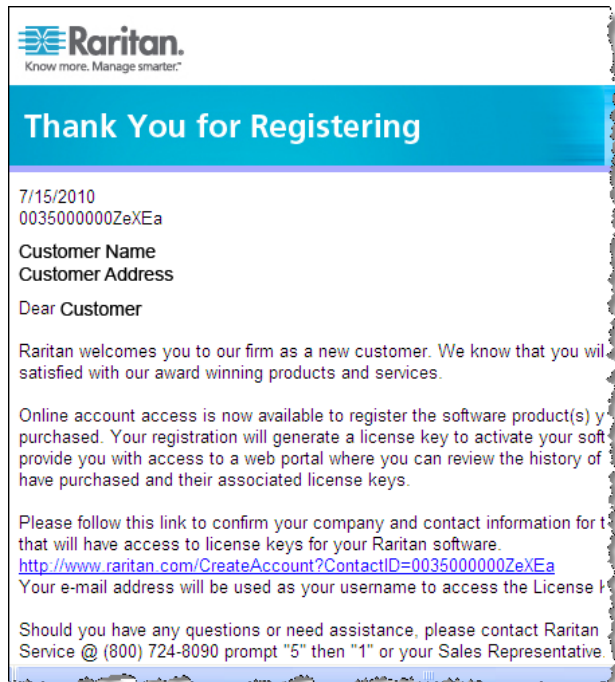 Raritan.
Know more. Manage smarter.™
Thank You for Registering
7/15/2010
0035000000ZeXEa
Customer Name
Customer Address
Dear Customer
Raritan welcomes you to our firm as a new customer. We know that you wil
satisfied with our award winning products and services.
Online account access is now available to register the software product(s) y
purchased. Your registration will generate a license key to activate your soft
provide you with access to a web portal where you can review the history of
have purchased and their associated license keys.
Please follow this link to confirm your company and contact information for t
that will have access to license keys for your Raritan software.
http://www.raritan.com/CreateAccount?ContactID=0035000000ZeXEa
Your e-mail address will be used as your username to access the License
Should you have any questions or need assistance, please contact Raritan
Service @ (800) 724-8090 prompt "5" then "1" or your Sales Representative.